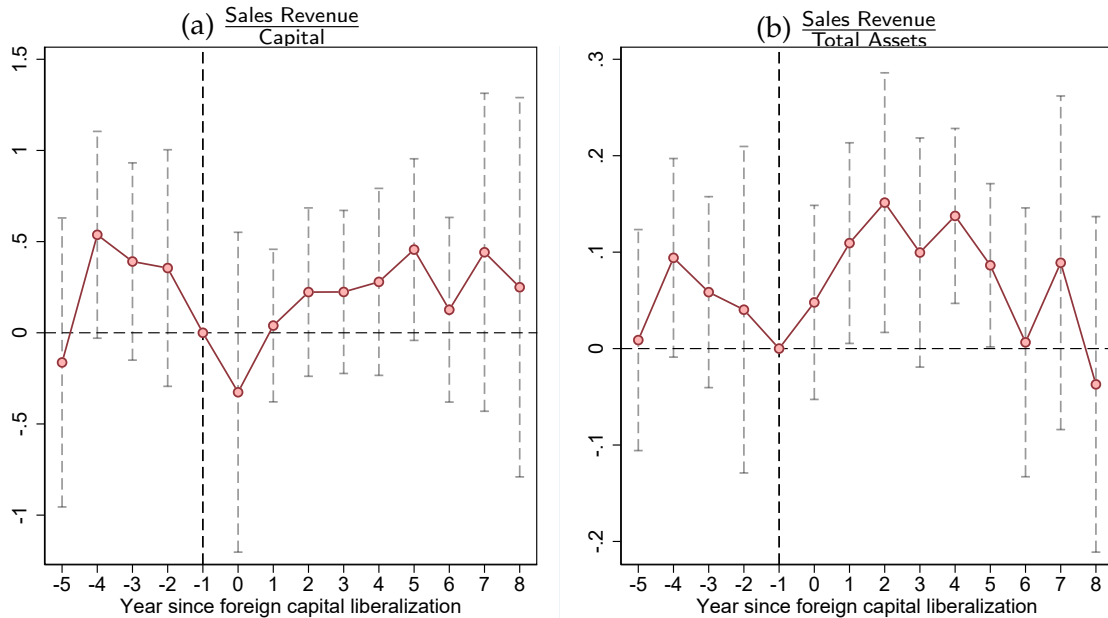 (a) Sales Revenue
Capital
1.5
1
.5
0
-.5
-1
-5 -4 -3 -2 -1 0 1 2 3 4 5 6 7 8
Year since foreign capital liberalization
(b) Sales Revenue
Total Assets
.3
.2
.1
0
-.1
-.2
-5 -4 -3 -2 -1 0 1 2 3 4 5 6 7 8
Year since foreign capital liberalization